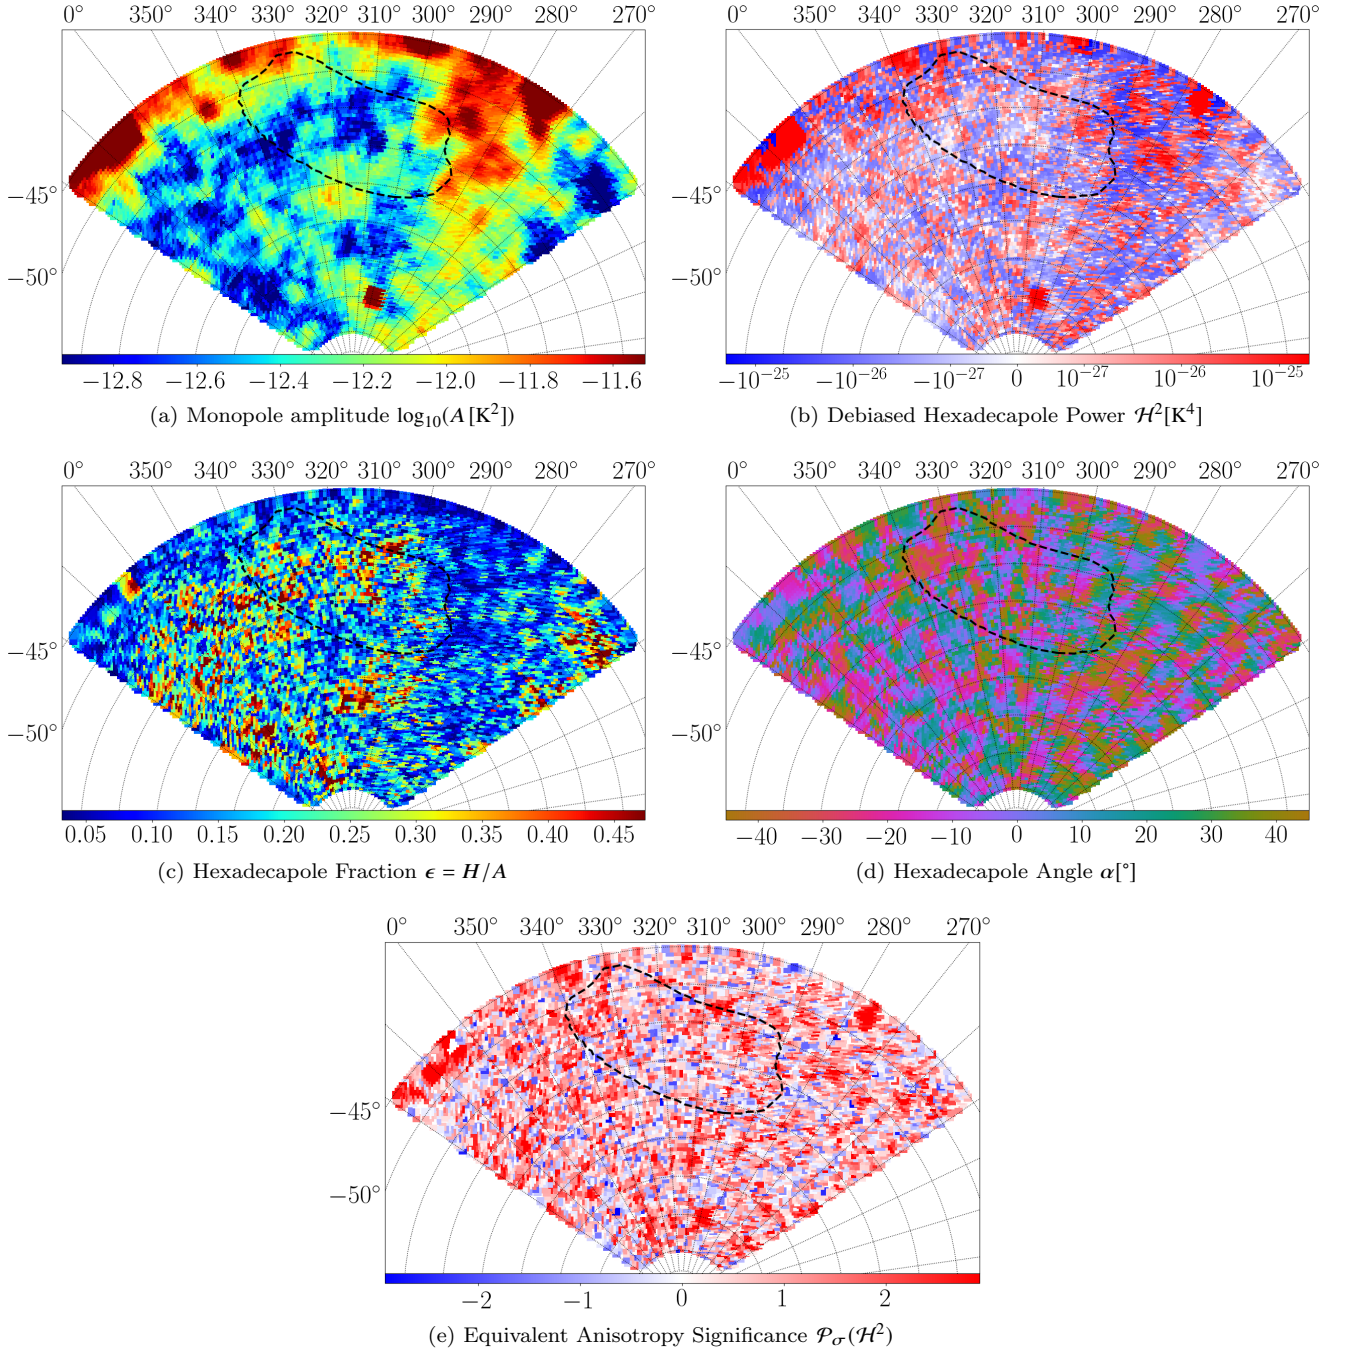 0° 350° 340° 330° 320° 310° 300° 290° 280° 270°
−45°
−50°
−12.8 −12.6 −12.4 −12.2 −12.0 −11.8 −11.6
(a) Monopole amplitude log₁₀(A [K²])
0° 350° 340° 330° 320° 310° 300° 290° 280° 270°
−45°
−50°
−10⁻²⁵ −10⁻²⁶ −10⁻²⁷ 0 10⁻²⁷ 10⁻²⁶ 10⁻²⁵
(b) Debiased Hexadecapole Power ℋ²[K⁴]
0° 350° 340° 330° 320° 310° 300° 290° 280° 270°
−45°
−50°
0.05 0.10 0.15 0.20 0.25 0.30 0.35 0.40 0.45
(c) Hexadecapole Fraction ϵ = H/A
0° 350° 340° 330° 320° 310° 300° 290° 280° 270°
−45°
−50°
−40 −30 −20 −10 0 10 20 30 40
(d) Hexadecapole Angle α[°]
0° 350° 340° 330° 320° 310° 300° 290° 280° 270°
−45°
−50°
−2 −1 0 1 2
(e) Equivalent Anisotropy Significance 𝒫σ(ℋ²)